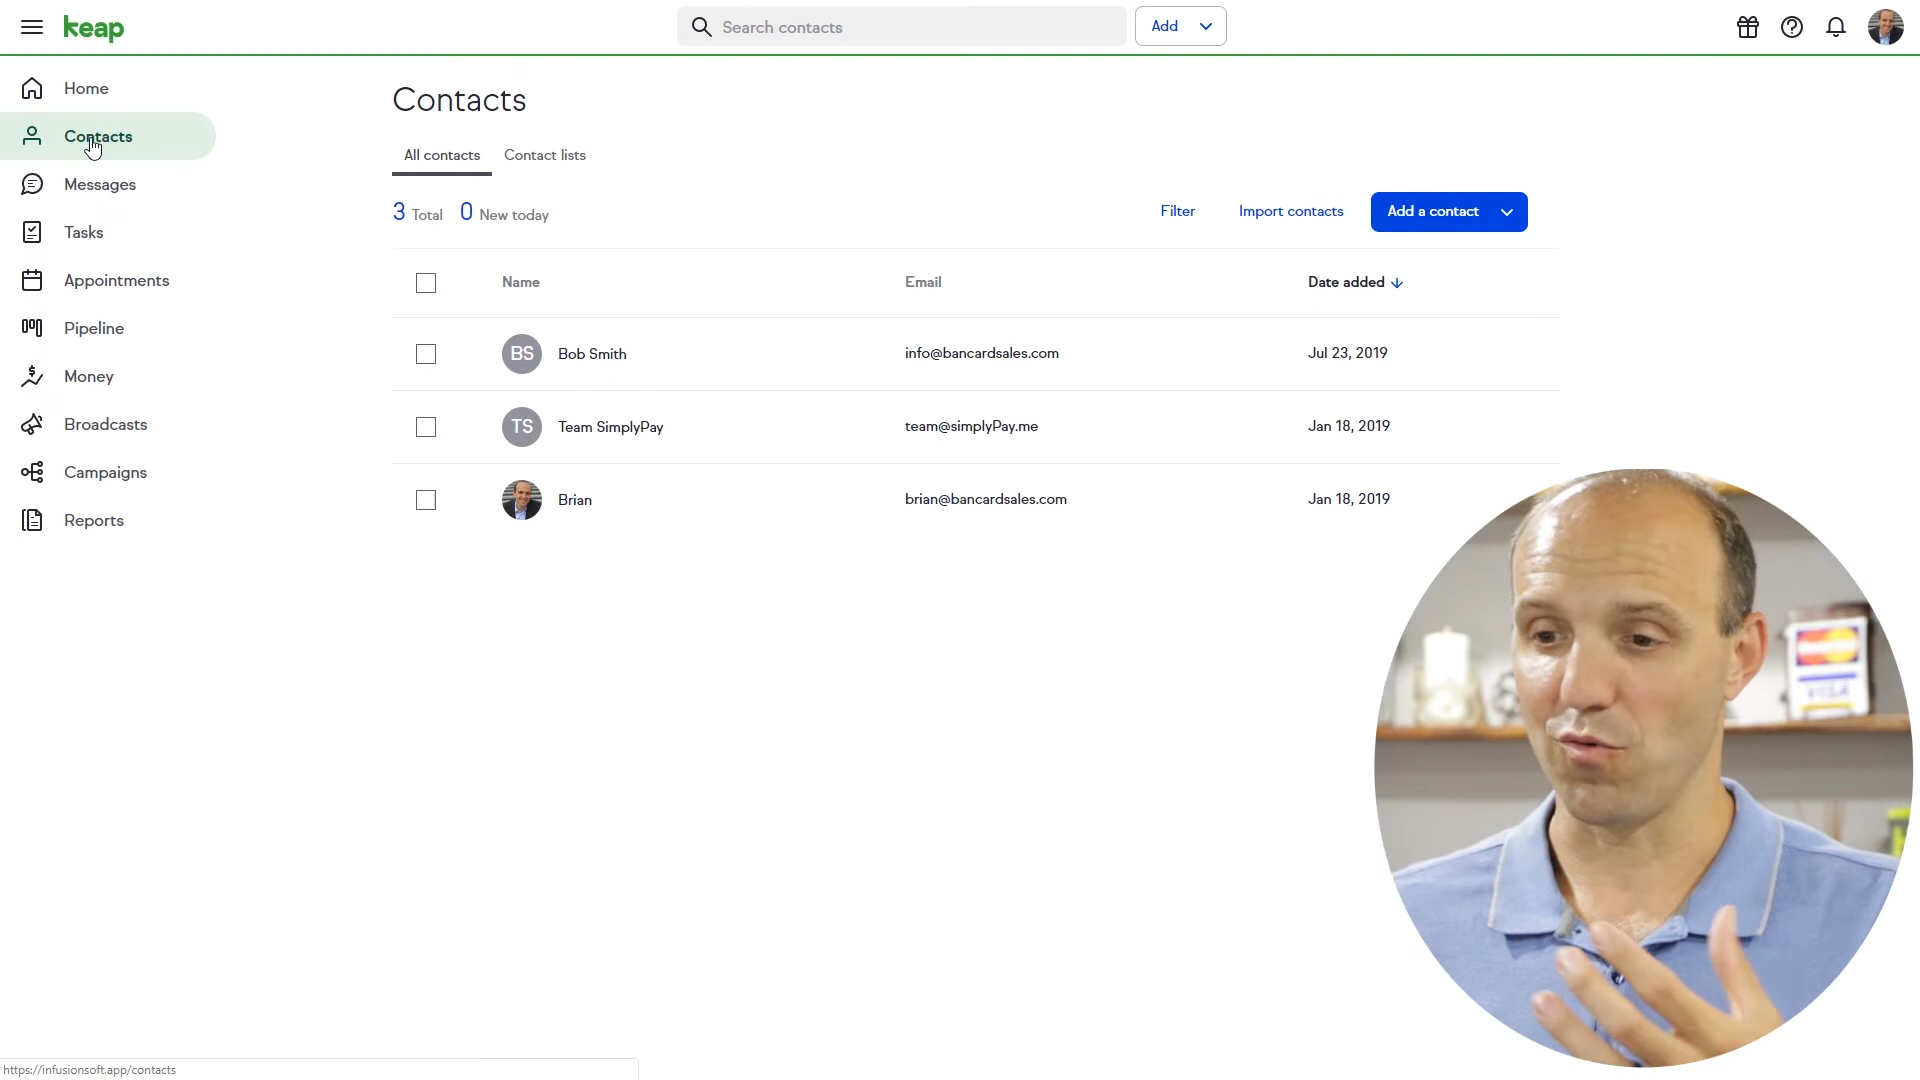 keap
Search contacts
Add
Home
Contacts
Messages
Tasks
Appointments
Pipeline
Money
Broadcasts
Campaigns
Reports
Contacts
All contacts
Contact lists
3 Total 0 New today
Filter
Import contacts
Add a contact
Name
Email
Date added
BS
Bob Smith
info@bancardsales.com
Jul 23, 2019
TS
Team SimplyPay
team@simplyPay.me
Jan 18, 2019
Brian
brian@bancardsales.com
Jan 18, 2019
VISA
https://infusionsoft.app/contacts